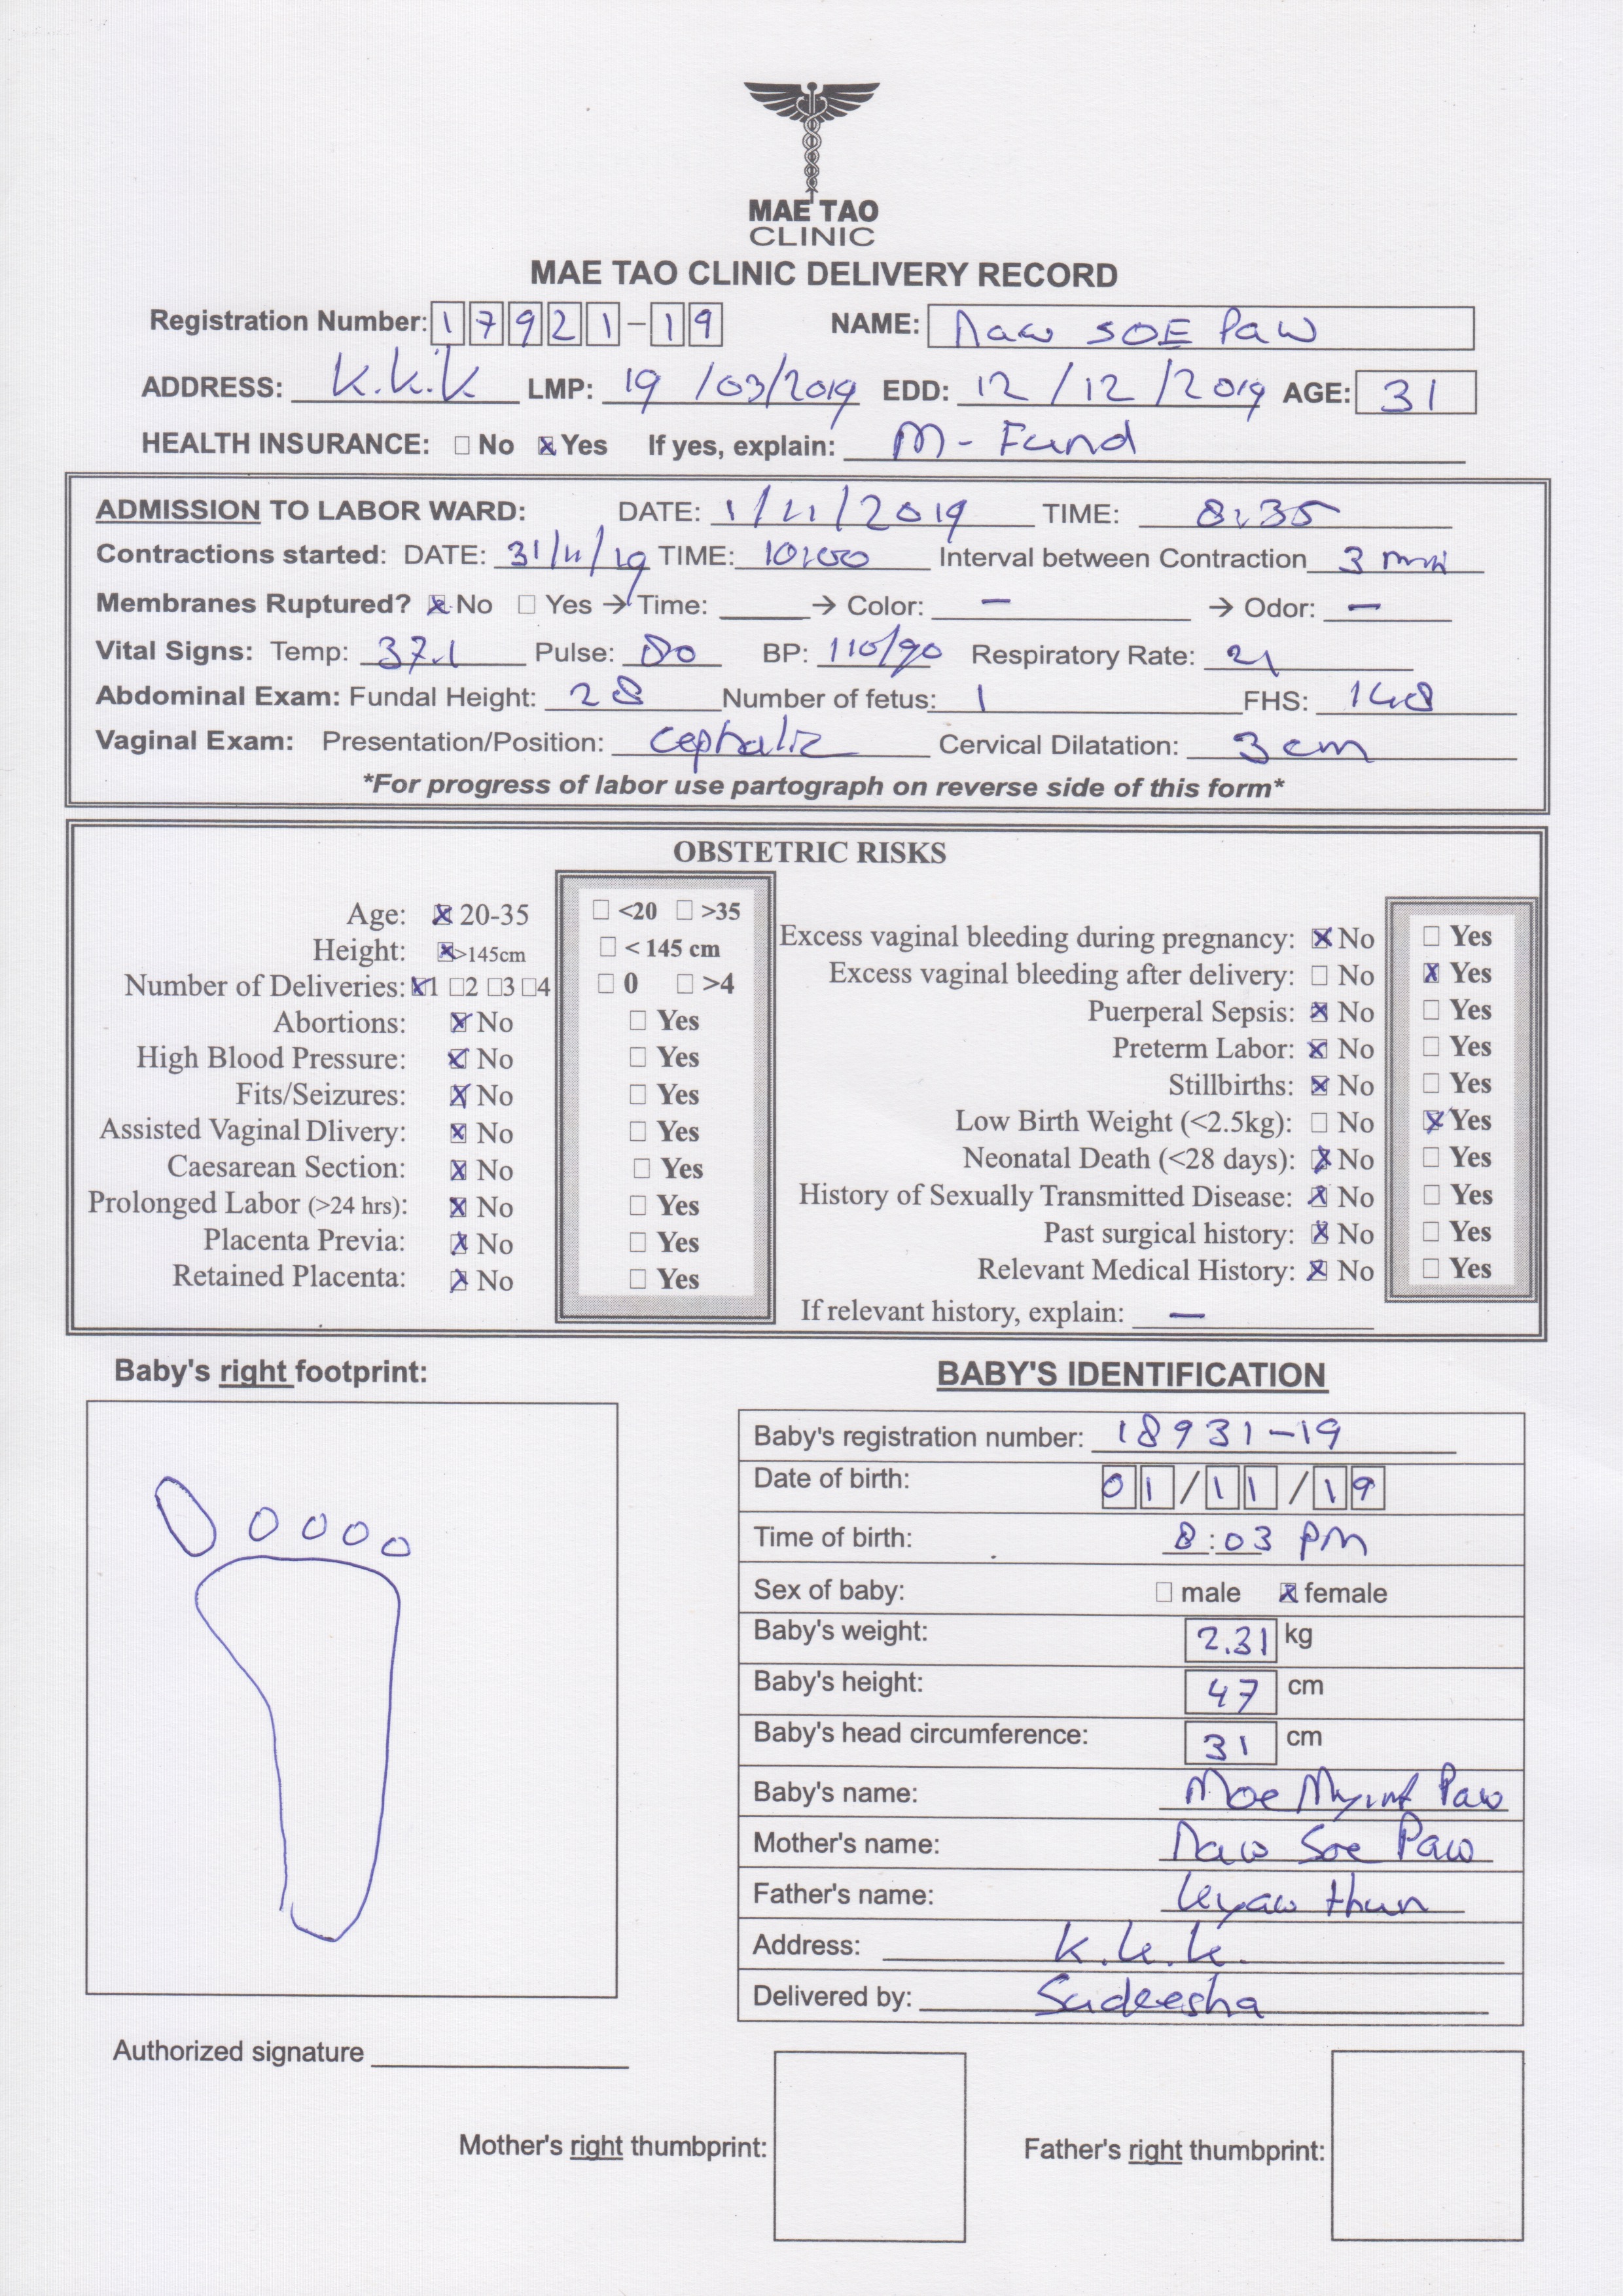 MAE TAO
CLINIC
MAE TAO CLINIC DELIVERY RECORD
Registration Number: 17921-19 NAME: Naw SOE Paw
ADDRESS: K.K.K LMP: 19/03/2019 EDD: 12/12/2019 AGE: 31
HEALTH INSURANCE: ☐ No ☒ Yes If yes, explain: M-Fund
ADMISSION TO LABOR WARD: DATE: 1/11/2019 TIME: 8:35
Contractions started: DATE: 31/11/19 TIME: 10:00 Interval between Contraction 3 min
Membranes Ruptured? ☒ No ☐ Yes → Time: → Color: – → Odor: –
Vital Signs: Temp: 37.1 Pulse: 80 BP: 110/90 Respiratory Rate: 21
Abdominal Exam: Fundal Height: 28 Number of fetus: 1 FHS: 148
Vaginal Exam: Presentation/Position: cephalic Cervical Dilatation: 3cm
*For progress of labor use partograph on reverse side of this form*
OBSTETRIC RISKS
Age: ☒ 20-35 ☐ <20 ☐ >35
Height: ☒ >145cm ☐ < 145 cm
Number of Deliveries: ☒1 ☐2 ☐3 ☐4 ☐ 0 ☐ >4
Abortions: ☒ No ☐ Yes
High Blood Pressure: ☒ No ☐ Yes
Fits/Seizures: ☒ No ☐ Yes
Assisted Vaginal Dlivery: ☒ No ☐ Yes
Caesarean Section: ☒ No ☐ Yes
Prolonged Labor (>24 hrs): ☒ No ☐ Yes
Placenta Previa: ☒ No ☐ Yes
Retained Placenta: ☒ No ☐ Yes
Excess vaginal bleeding during pregnancy: ☒ No ☐ Yes
Excess vaginal bleeding after delivery: ☐ No ☒ Yes
Puerperal Sepsis: ☒ No ☐ Yes
Preterm Labor: ☒ No ☐ Yes
Stillbirths: ☒ No ☐ Yes
Low Birth Weight (<2.5kg): ☐ No ☒ Yes
Neonatal Death (<28 days): ☒ No ☐ Yes
History of Sexually Transmitted Disease: ☒ No ☐ Yes
Past surgical history: ☒ No ☐ Yes
Relevant Medical History: ☒ No ☐ Yes
If relevant history, explain: –
Baby's right footprint:
BABY'S IDENTIFICATION
Baby's registration number: 18931-19
Date of birth: 01/11/19
Time of birth: 8:03 PM
Sex of baby: ☐ male ☒ female
Baby's weight: 2.31 kg
Baby's height: 47 cm
Baby's head circumference: 31 cm
Baby's name: Moe Myint Paw
Mother's name: Naw Soe Paw
Father's name: Kyaw thun
Address: K.K.K.
Delivered by: Sudeesha
Authorized signature
Mother's right thumbprint:
Father's right thumbprint: